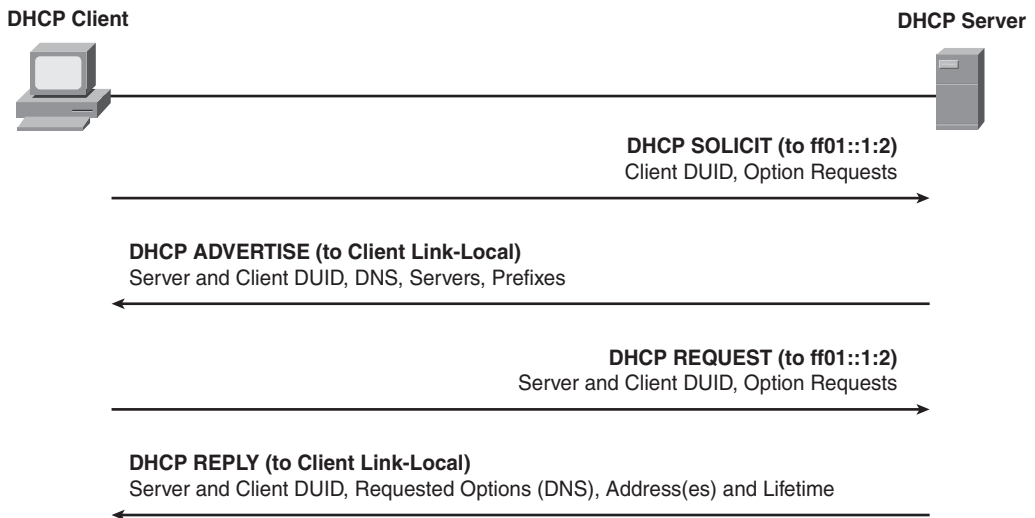 DHCP Client
DHCP Server
DHCP SOLICIT (to ff01::1:2)
Client DUID, Option Requests
DHCP ADVERTISE (to Client Link-Local)
Server and Client DUID, DNS, Servers, Prefixes
DHCP REQUEST (to ff01::1:2)
Server and Client DUID, Option Requests
DHCP REPLY (to Client Link-Local)
Server and Client DUID, Requested Options (DNS), Address(es) and Lifetime